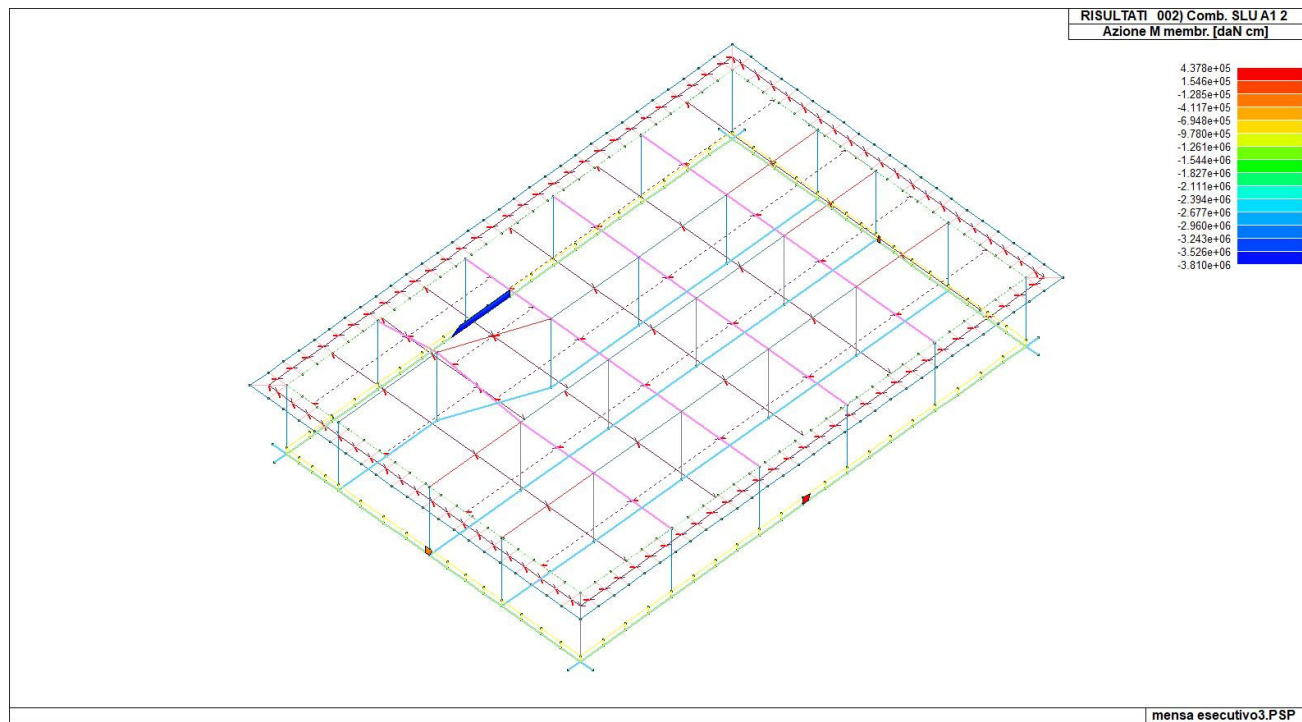 RISULTATI 002) Comb. SLU A1 2
Azione M membr. [daN cm]
4.378e+05
1.546e+05
-1.285e+05
-4.117e+05
-6.948e+05
-9.780e+05
-1.261e+06
-1.544e+06
-1.827e+06
-2.111e+06
-2.394e+06
-2.677e+06
-2.960e+06
-3.243e+06
-3.526e+06
-3.810e+06
mensa esecutivo3.PSP